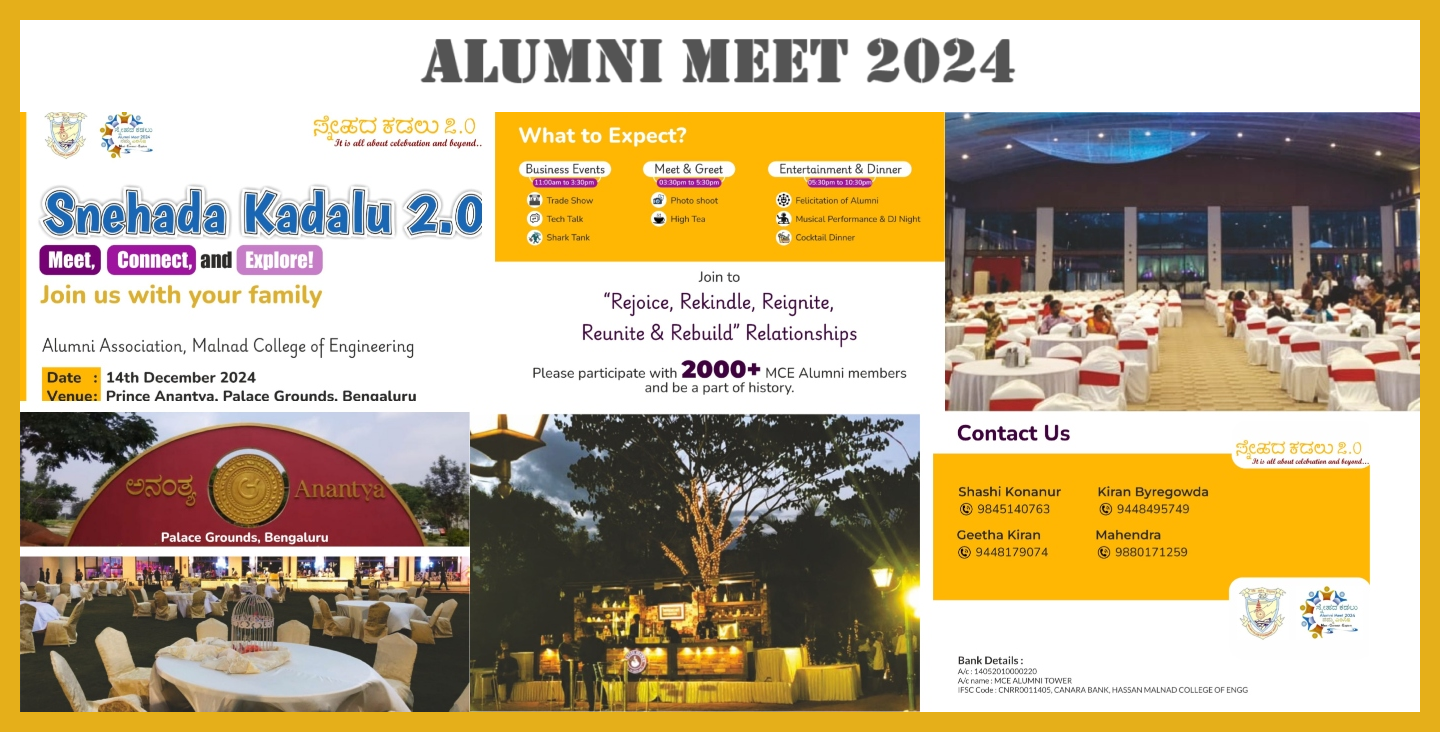 ALUMNI MEET 2024
ಸ್ನೇಹದ ಕಡಲು 2.0
It is all about celebration and beyond..
Snehada Kadalu 2.0
Meet, Connect, and Explore!
Join us with your family
Alumni Association, Malnad College of Engineering
Date : 14th December 2024
Venue: Prince Anantya, Palace Grounds, Bengaluru
What to Expect?
Business Events
11:00am to 3:30pm
Trade Show
Tech Talk
Shark Tank
Meet & Greet
03:30pm to 5:30pm
Photo shoot
High Tea
Entertainment & Dinner
05:30pm to 10:30pm
Felicitation of Alumni
Musical Performance & DJ Night
Cocktail Dinner
Join to
“Rejoice, Rekindle, Reignite,
Reunite & Rebuild” Relationships
Please participate with 2000+ MCE Alumni members
and be a part of history.
ಅನಂತ್ಯ Anantya
Palace Grounds, Bengaluru
Contact Us
ಸ್ನೇಹದ ಕಡಲು 2.0
It is all about celebration and beyond...
Shashi Konanur
9845140763
Kiran Byregowda
9448495749
Geetha Kiran
9448179074
Mahendra
9880171259
ಸ್ನೇಹದ ಕಡಲು
Alumni Meet 2024
Bank Details :
A/c : 14052010000220
A/c name : MCE ALUMNI TOWER
IFSC Code : CNRR0011405, CANARA BANK, HASSAN MALNAD COLLEGE OF ENGG